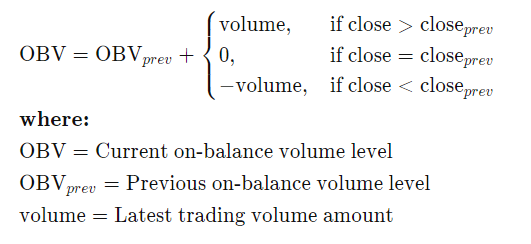 volume, if close > close_prev
OBV = OBV_prev + { 0, if close = close_prev
−volume, if close < close_prev
where:
OBV = Current on-balance volume level
OBV_prev = Previous on-balance volume level
volume = Latest trading volume amount